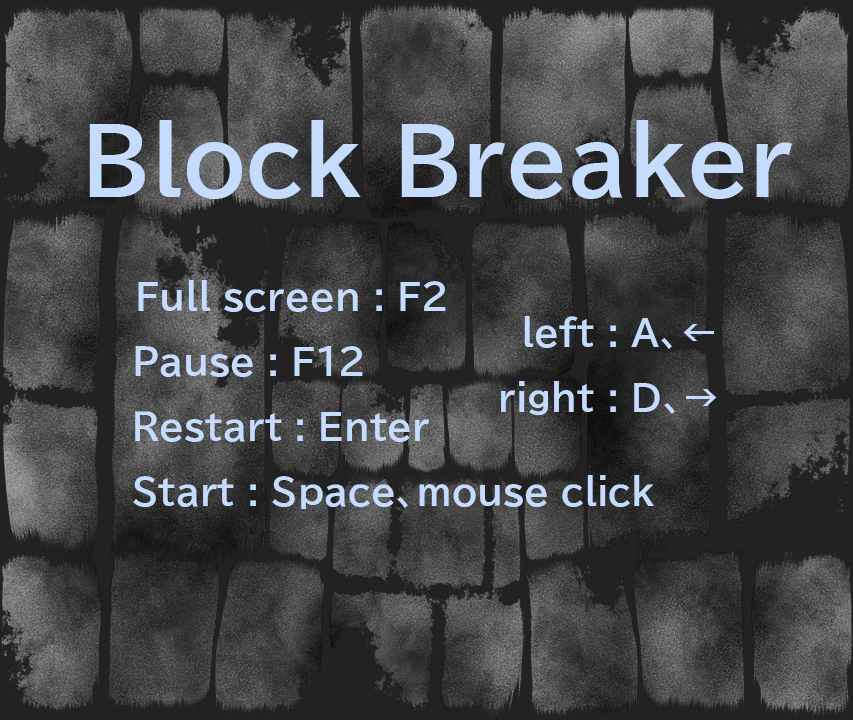 Block Breaker
Full screen : F2
left : A、←
Pause : F12
right : D、→
Restart : Enter
Start : Space、mouse click